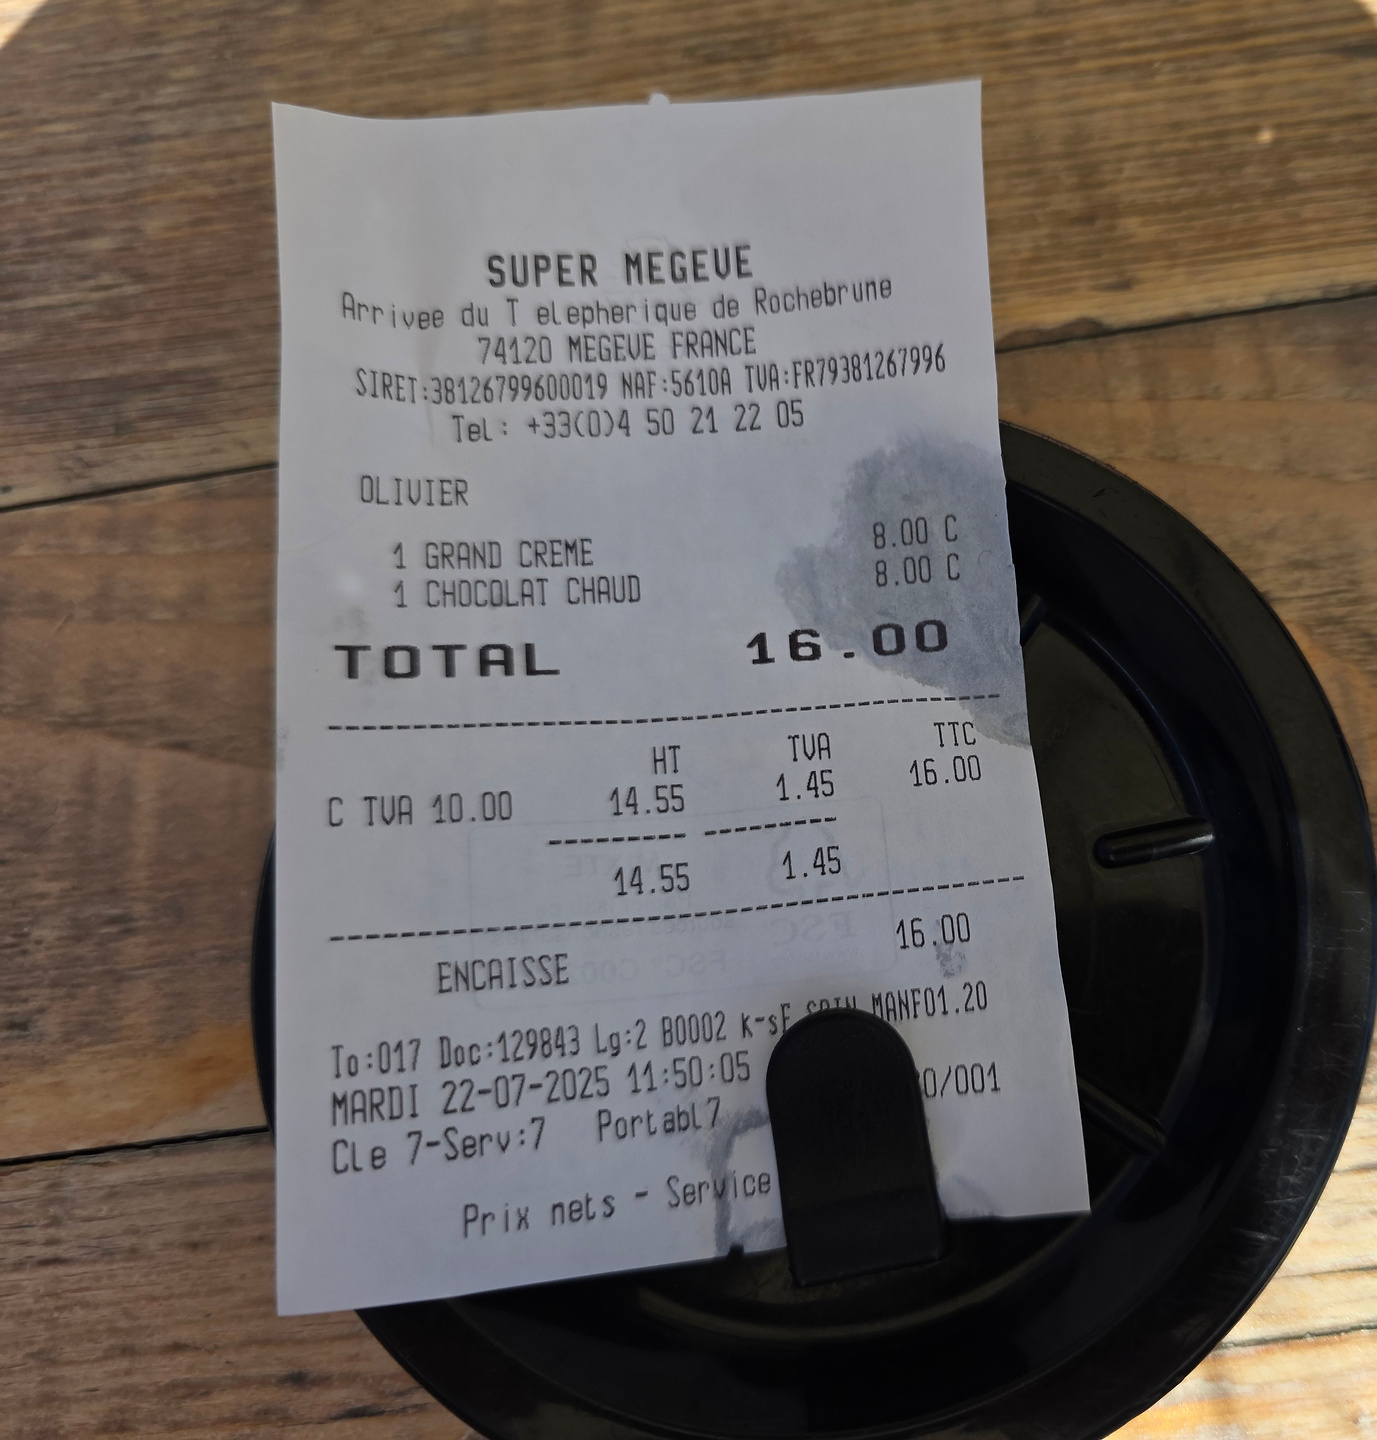 SUPER MEGEVE
Arrivee du T elepherique de Rochebrune
74120 MEGEVE FRANCE
SIRET:38126799600019 NAF:5610A TVA:FR79381267996
Tel: +33(0)4 50 21 22 05
OLIVIER
1 GRAND CREME 8.00 C
1 CHOCOLAT CHAUD 8.00 C
TOTAL 16.00
HT TVA TTC
C TVA 10.00 14.55 1.45 16.00
14.55 1.45
ENCAISSE 16.00
To:017 Doc:129843 Lg:2 B0002 MANF01.20
MARDI 22-07-2025 11:50:05 0/001
Cle 7-Serv:7 Portabl7
Prix nets - Service